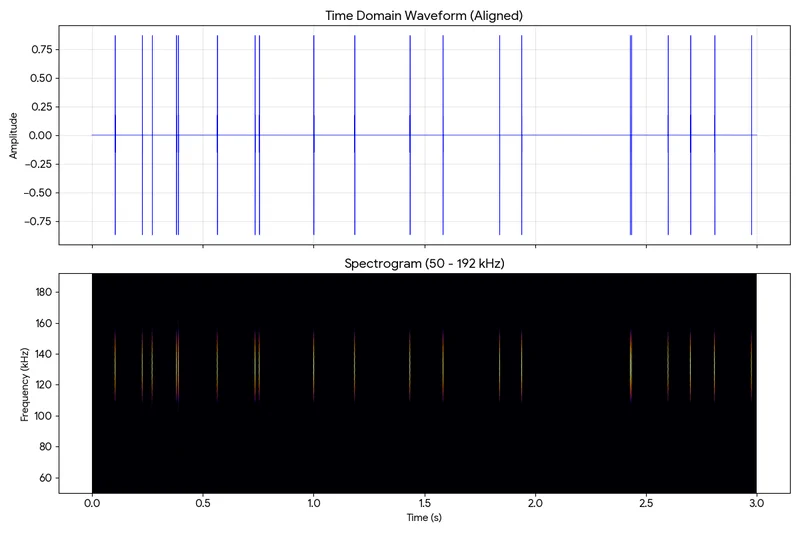 Time Domain Waveform (Aligned)
0.75
0.50
0.25
0.00
−0.25
−0.50
−0.75
Amplitude
Spectrogram (50 - 192 kHz)
180
160
140
120
100
80
60
Frequency (kHz)
0.0 0.5 1.0 1.5 2.0 2.5 3.0
Time (s)